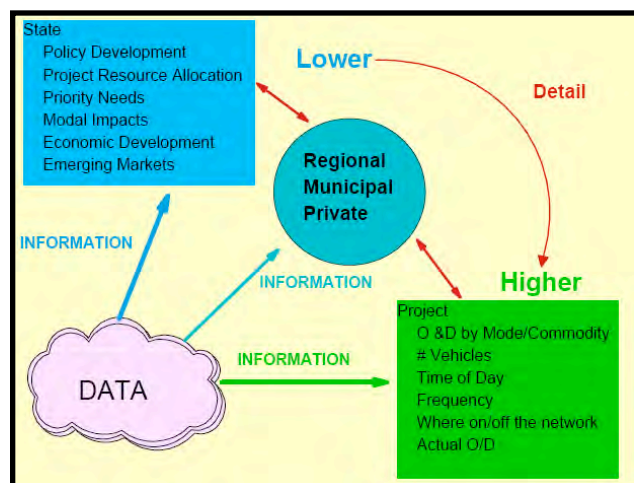 State
Policy Development
Project Resource Allocation
Priority Needs
Modal Impacts
Economic Development
Emerging Markets
Lower
Detail
Regional
Municipal
Private
INFORMATION
INFORMATION
Higher
Project
O &D by Mode/Commodity
# Vehicles
Time of Day
Frequency
Where on/off the network
Actual O/D
INFORMATION
DATA